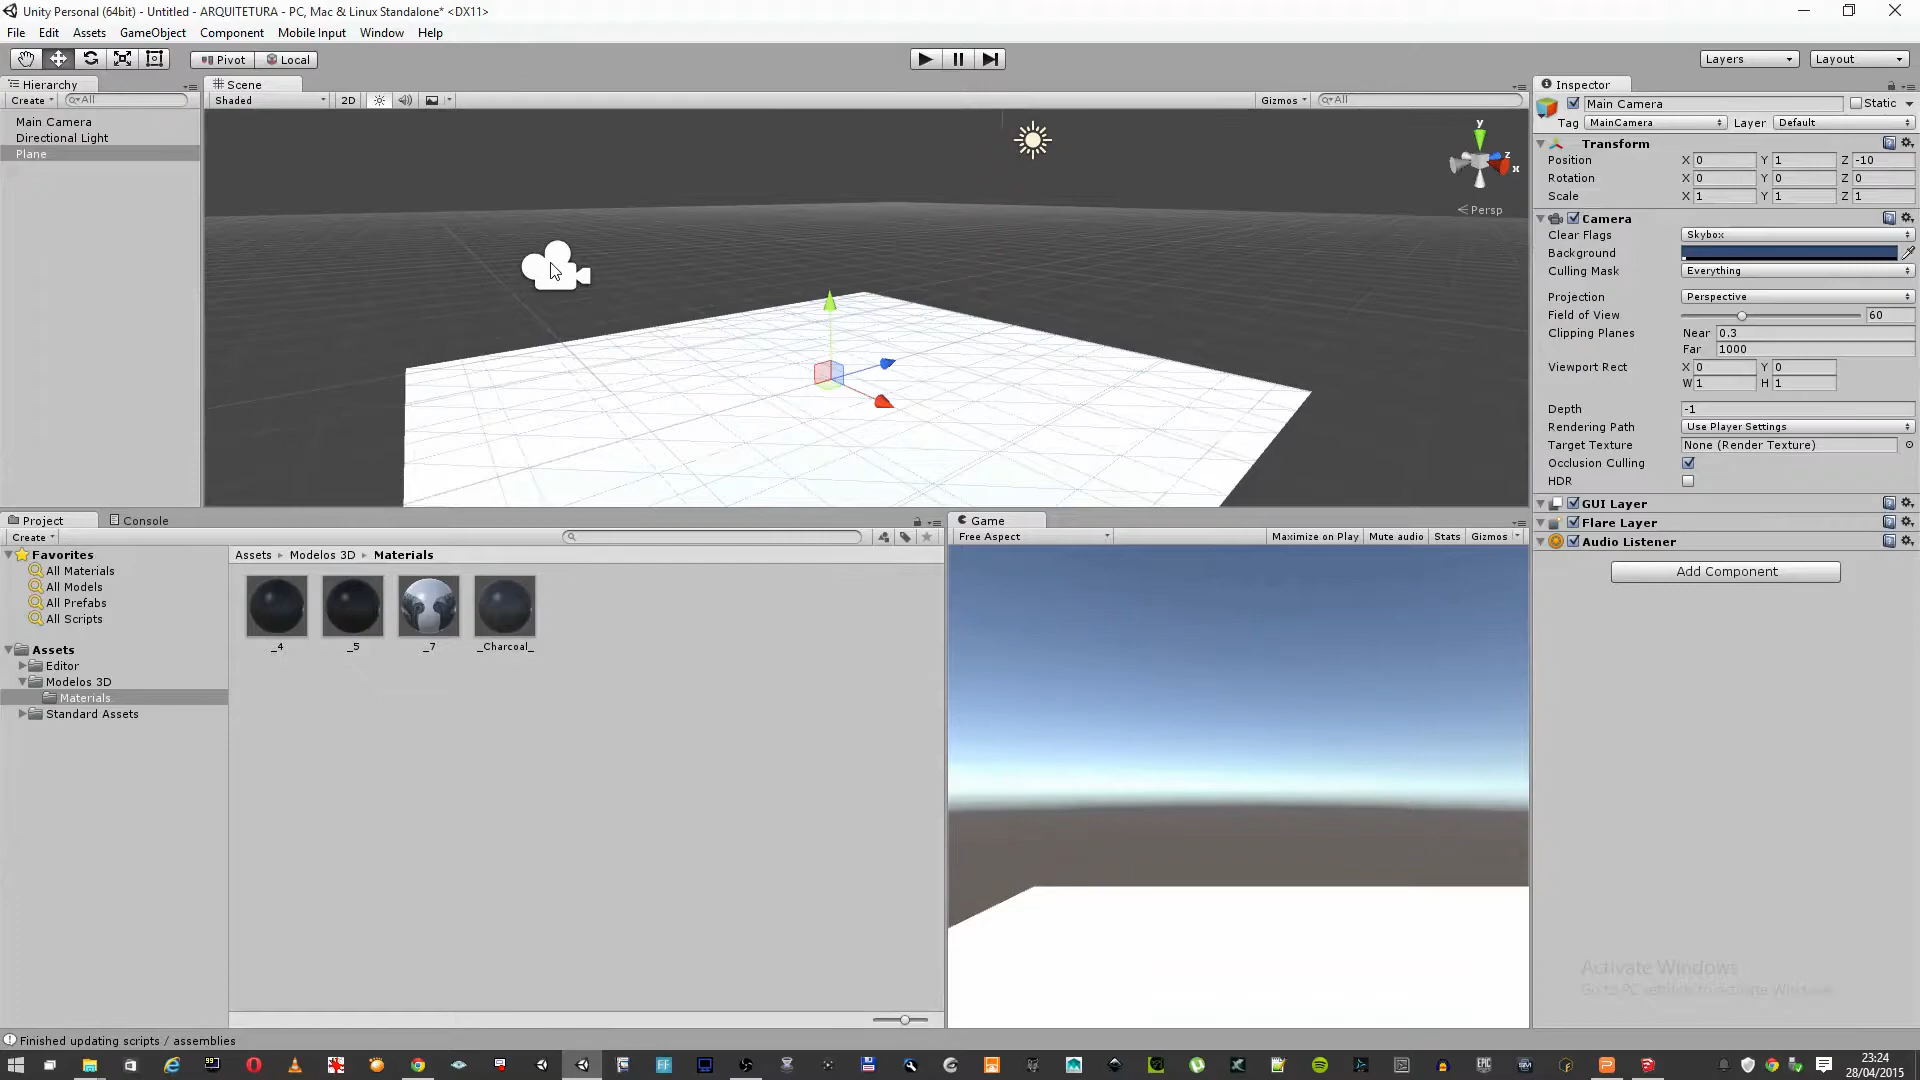 Unity Personal (64bit) - Untitled - ARQUITETURA - PC, Mac & Linux Standalone* <DX11>
File Edit Assets GameObject Component Mobile Input Window Help
Pivot Local Layers Layout
Hierarchy
Create All
Main Camera
Directional Light
Plane
Scene
Shaded 2D Gizmos All
y
z
x
Persp
Inspector
Main Camera Static
Tag MainCamera Layer Default
Transform
Position X 0 Y 1 Z -10
Rotation X 0 Y 0 Z 0
Scale X 1 Y 1 Z 1
Camera
Clear Flags Skybox
Background
Culling Mask Everything
Projection Perspective
Field of View 60
Clipping Planes Near 0.3
Far 1000
Viewport Rect X 0 Y 0
W 1 H 1
Depth -1
Rendering Path Use Player Settings
Target Texture None (Render Texture)
Occlusion Culling
HDR
GUI Layer
Flare Layer
Audio Listener
Add Component
Project Console
Create
Favorites
All Materials
All Models
All Prefabs
All Scripts
Assets
Editor
Modelos 3D
Materials
Standard Assets
Assets Modelos 3D Materials
_4 _5 _7 _Charcoal_
Game
Free Aspect Maximize on Play Mute audio Stats Gizmos
Activate Windows
Go to PC settings to activate Windows.
Finished updating scripts / assemblies
23:24
28/04/2015